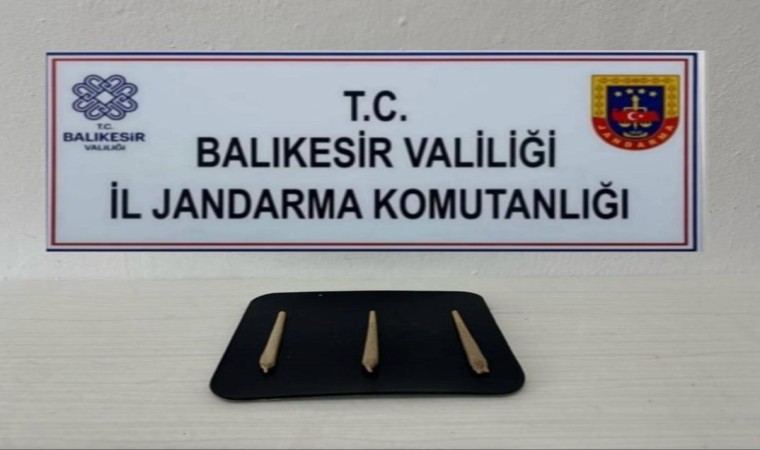 T.C.
BALIKESİR
VALİLİĞİ
T.C.
BALIKESİR VALİLİĞİ
İL JANDARMA KOMUTANLIĞI
JANDARMA